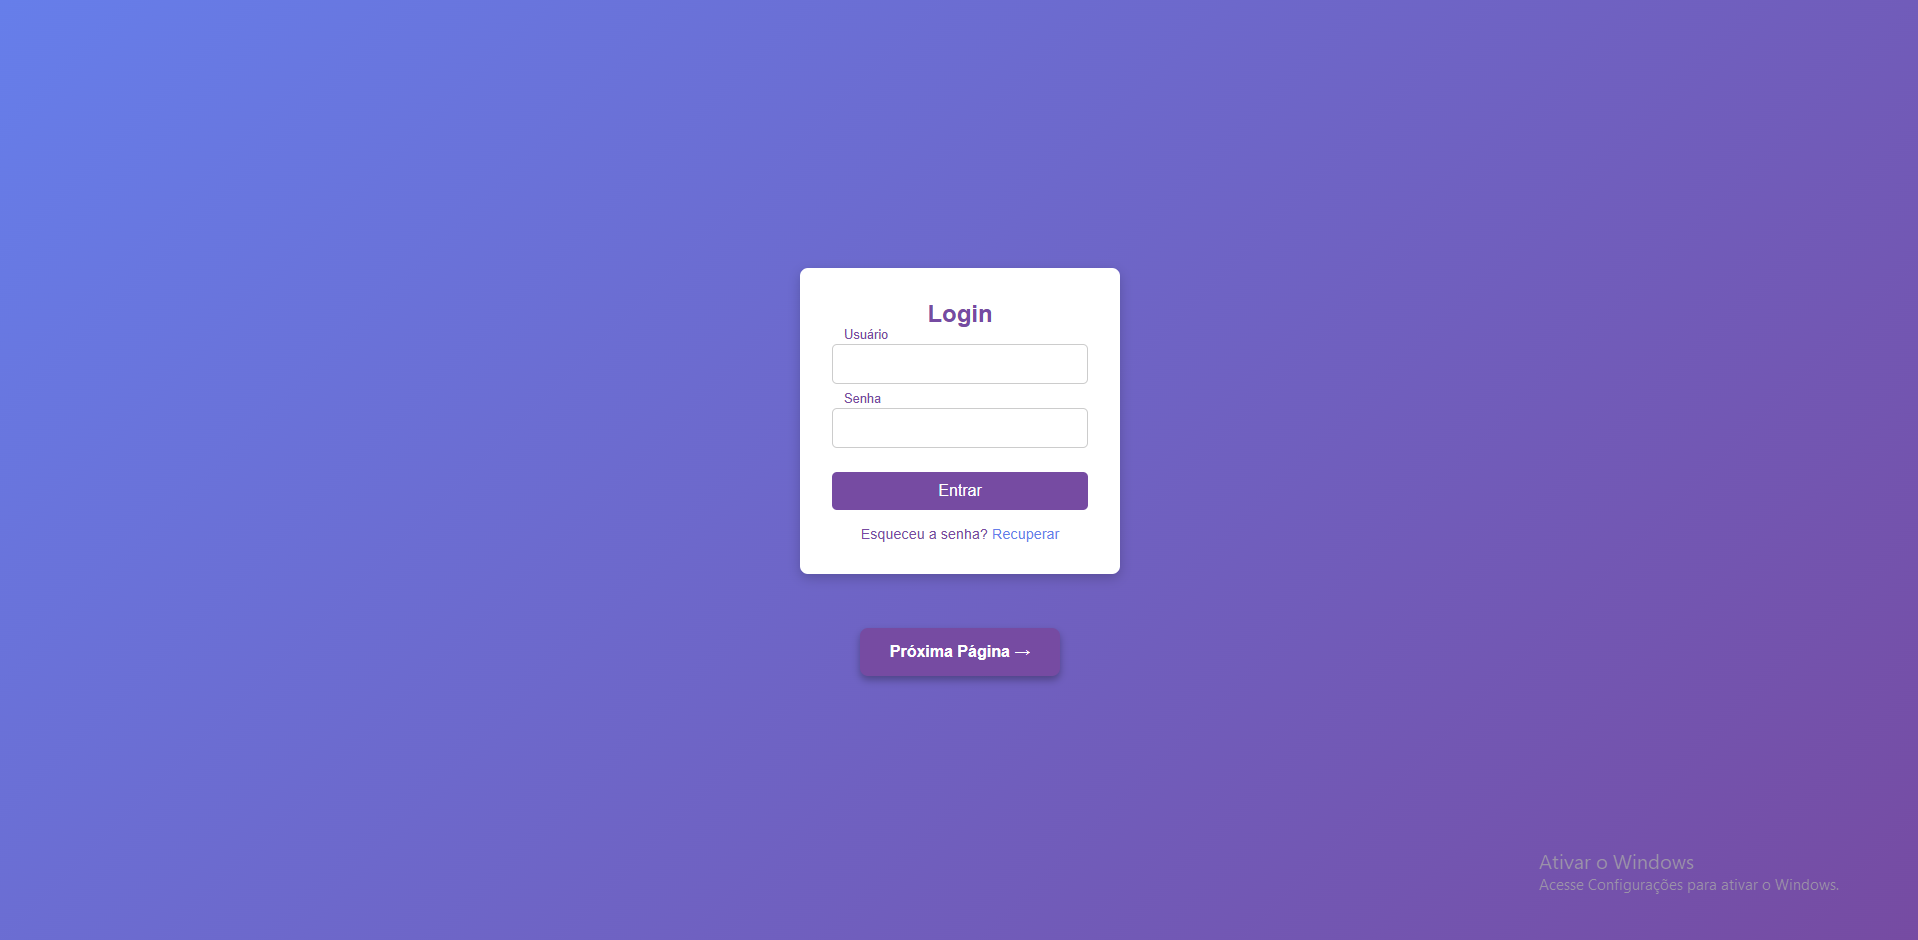 Login
Usuário
Senha
Entrar
Esqueceu a senha? Recuperar
Próxima Página →
Ativar o Windows
Acesse Configurações para ativar o Windows.